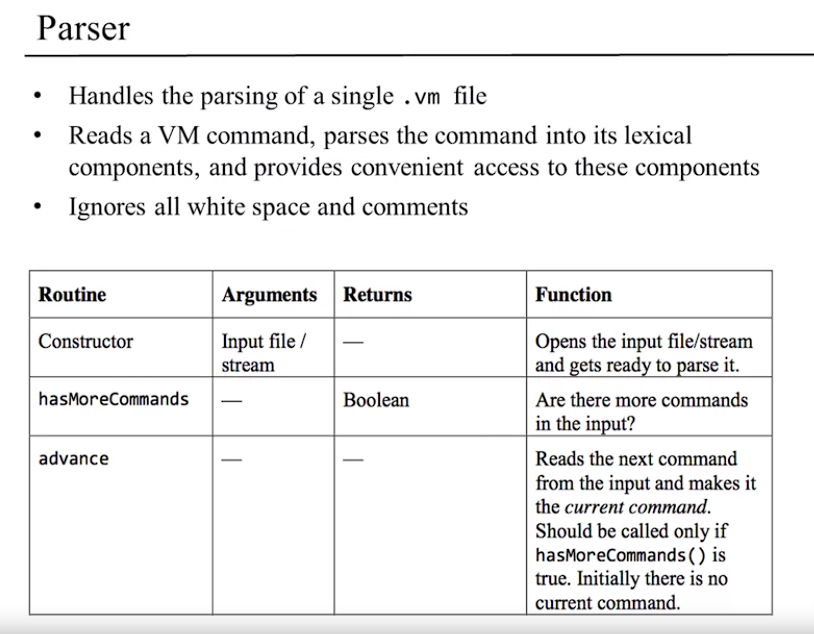 Parser
• Handles the parsing of a single .vm file
• Reads a VM command, parses the command into its lexical
components, and provides convenient access to these components
• Ignores all white space and comments
Routine Arguments Returns Function
Constructor Input file / — Opens the input file/stream
stream and gets ready to parse it.
hasMoreCommands — Boolean Are there more commands
in the input?
advance — — Reads the next command
from the input and makes it
the current command.
Should be called only if
hasMoreCommands() is
true. Initially there is no
current command.